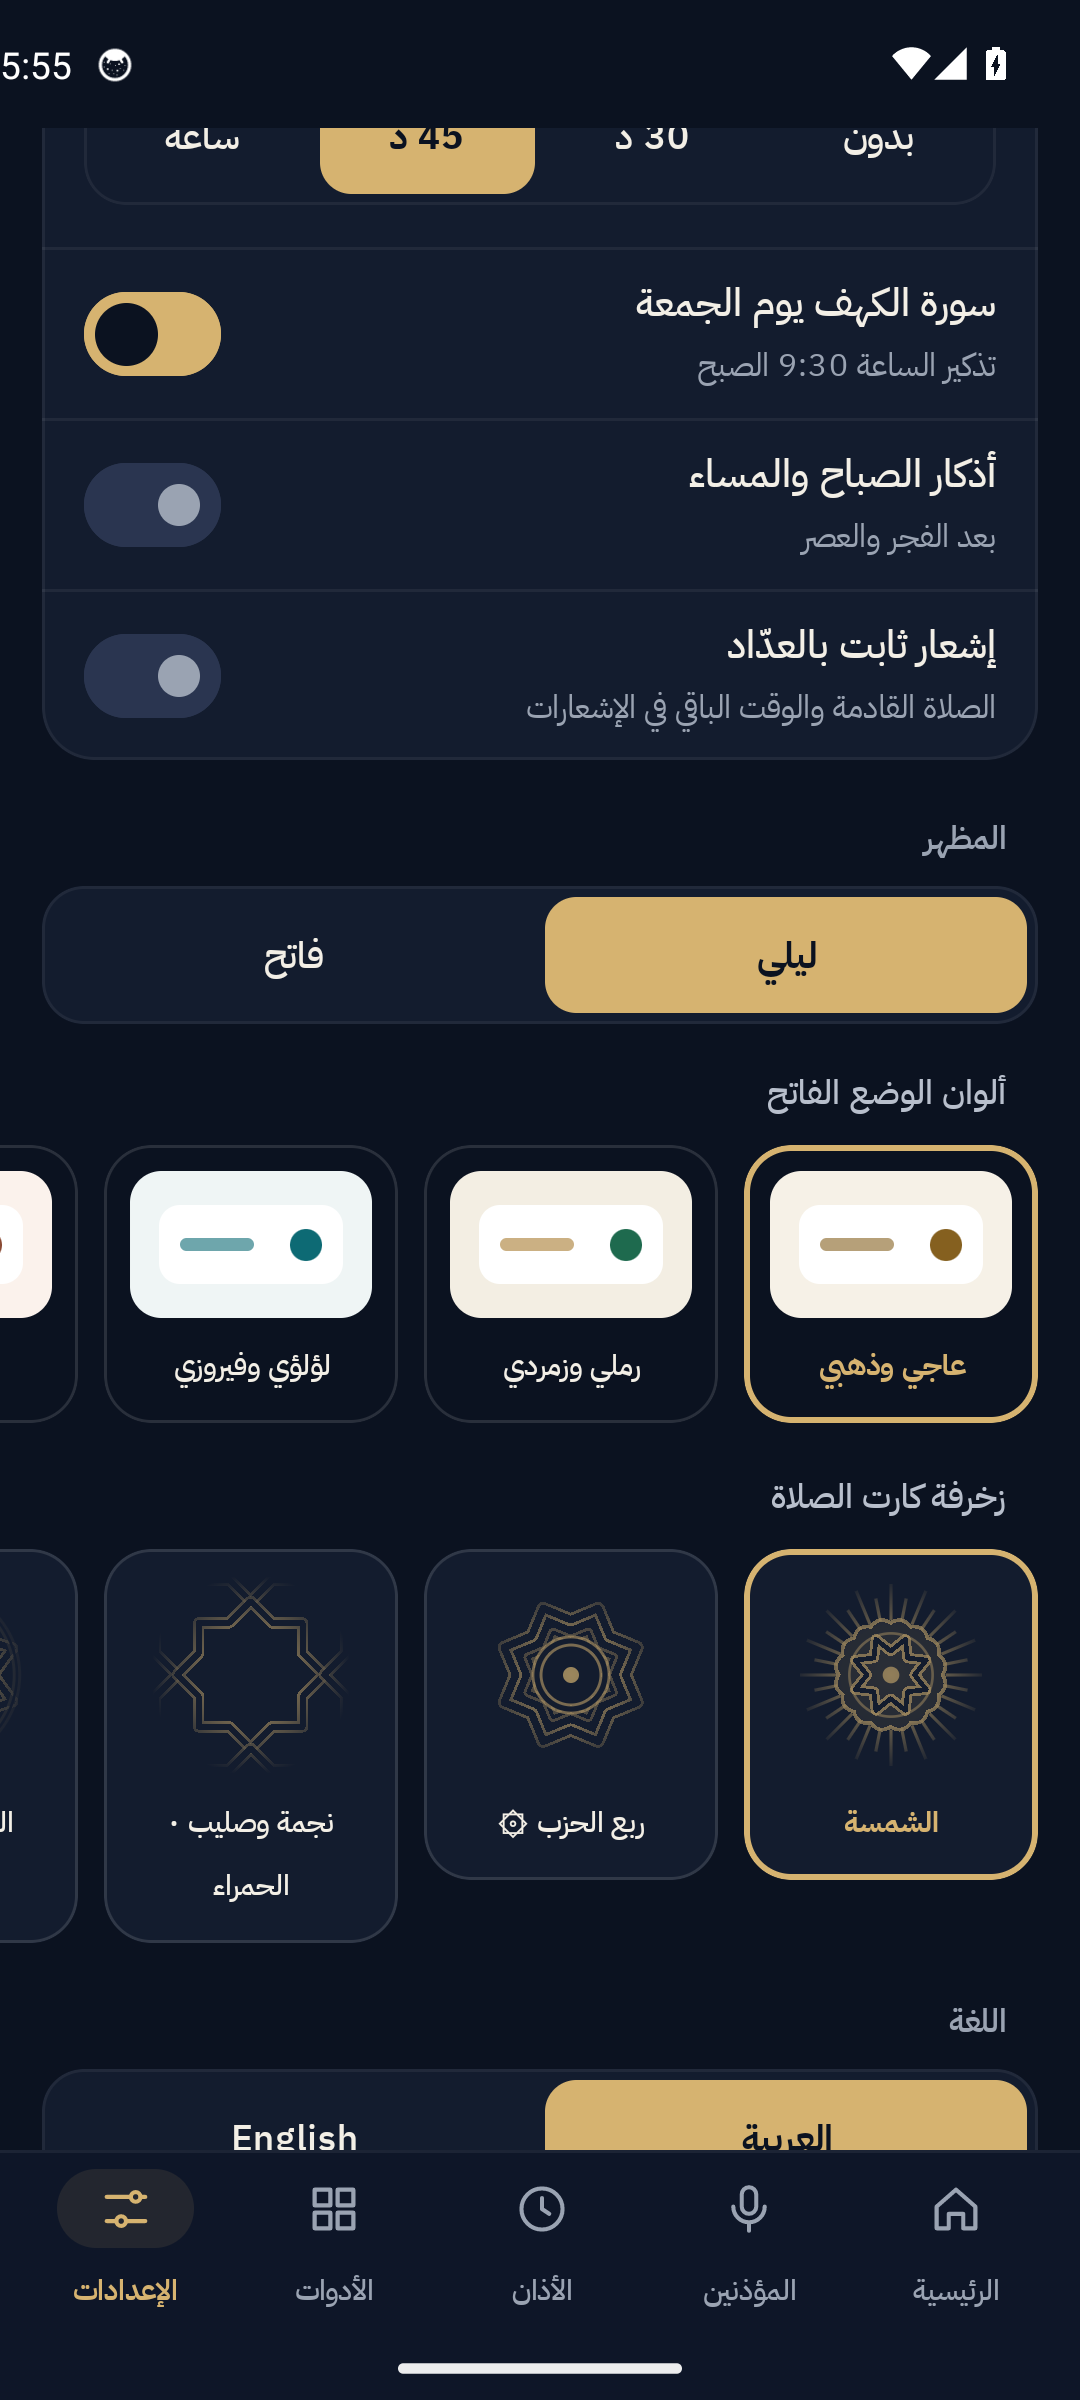 5:55
بدون
30 د
45 د
ساعة
سورة الكهف يوم الجمعة
تذكير الساعة 9:30 الصبح
أذكار الصباح والمساء
بعد الفجر والعصر
إشعار ثابت بالعدّاد
الصلاة القادمة والوقت الباقي في الإشعارات
المظهر
ليلي
فاتح
ألوان الوضع الفاتح
عاجي وذهبي
رملي وزمردي
لؤلؤي وفيروزي
زخرفة كارت الصلاة
الشمسة
ربع الحزب ۞
نجمة وصليب ·
الحمراء
اللغة
العربية
English
الرئيسية
المؤذنين
الأذان
الأدوات
الإعدادات